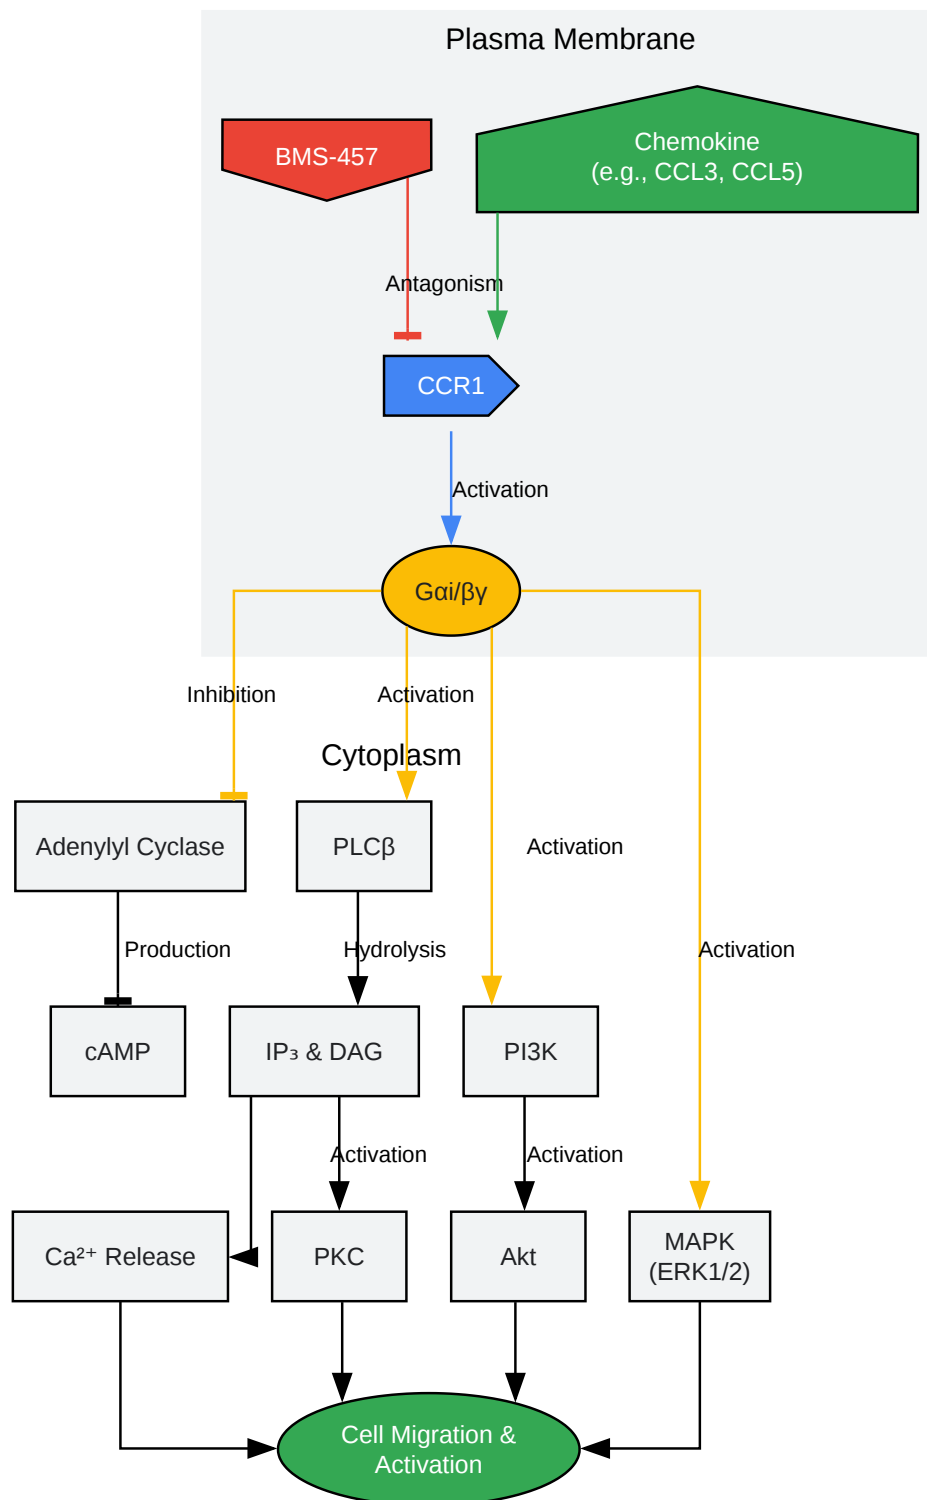 Plasma Membrane
BMS-457
Chemokine
(e.g., CCL3, CCL5)
Antagonism
CCR1
Activation
Gαi/βγ
Inhibition
Activation
Cytoplasm
Adenylyl Cyclase
PLCβ
Activation
Production
Hydrolysis
Activation
cAMP
IP₃ & DAG
PI3K
Activation
Activation
Ca²⁺ Release
PKC
Akt
MAPK
(ERK1/2)
Cell Migration &
Activation